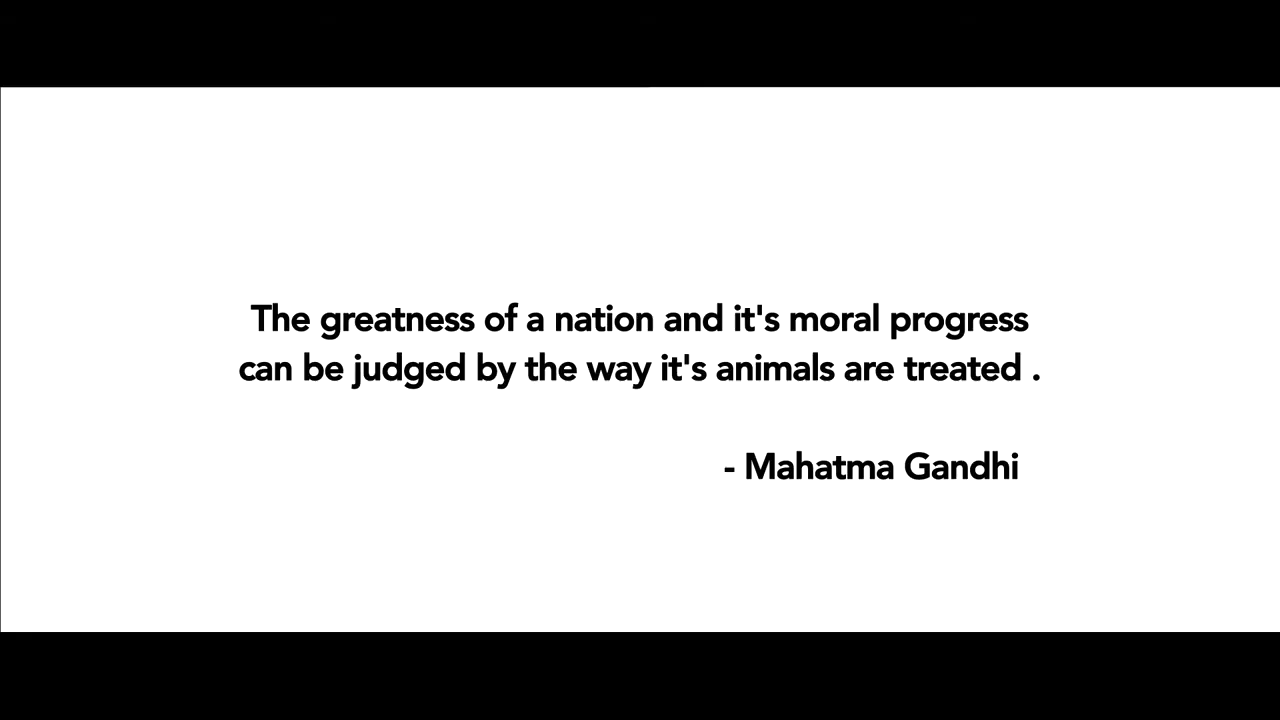 The greatness of a nation and it's moral progress
can be judged by the way it's animals are treated .
- Mahatma Gandhi